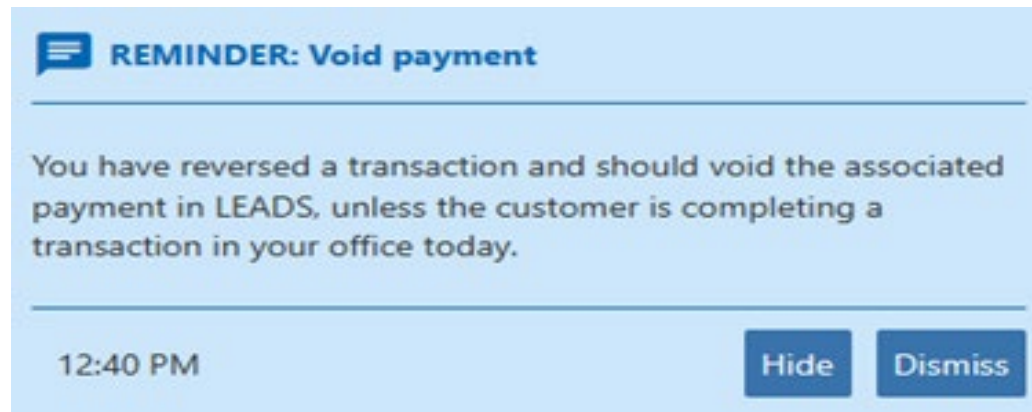 REMINDER: Void payment
You have reversed a transaction and should void the associated
payment in LEADS, unless the customer is completing a
transaction in your office today.
12:40 PM Hide Dismiss